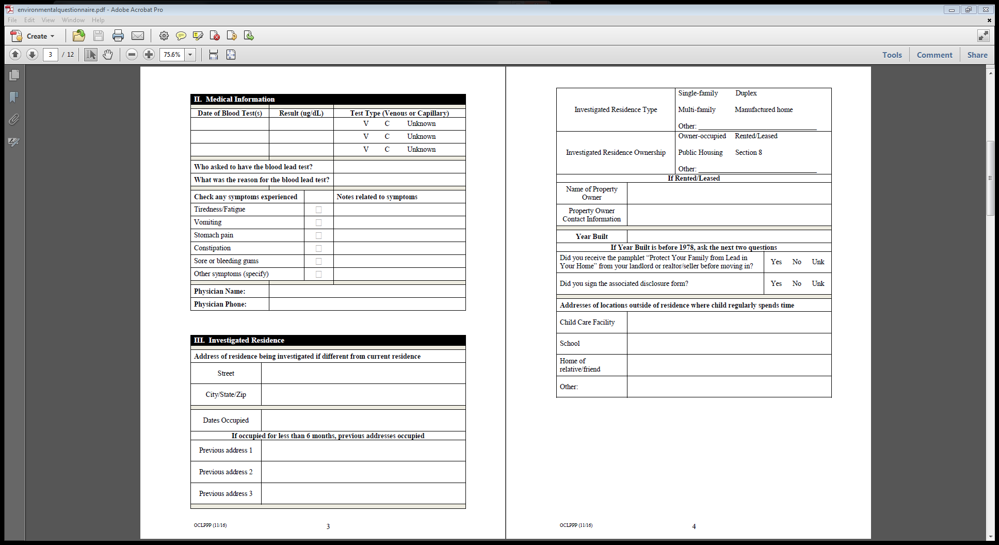 environmentalquestionnaire.pdf - Adobe Acrobat Pro
File Edit View Window Help
Create
3 / 12 75.6% Tools Comment Share
II. Medical Information
Date of Blood Test(s) Result (ug/dL) Test Type (Venous or Capillary)
V C Unknown
V C Unknown
V C Unknown
Who asked to have the blood lead test?
What was the reason for the blood lead test?
Check any symptoms experienced Notes related to symptoms
Tiredness/Fatigue
Vomiting
Stomach pain
Constipation
Sore or bleeding gums
Other symptoms (specify)
Physician Name:
Physician Phone:
III. Investigated Residence
Address of residence being investigated if different from current residence
Street
City/State/Zip
Dates Occupied
If occupied for less than 6 months, previous addresses occupied
Previous address 1
Previous address 2
Previous address 3
OCLPPP (11/16)
3
Investigated Residence Type
Single-family Duplex
Multi-family Manufactured home
Other: ________________________________
Investigated Residence Ownership
Owner-occupied Rented/Leased
Public Housing Section 8
Other: ________________________________
If Rented/Leased
Name of Property
Owner
Property Owner
Contact Information
Year Built
If Year Built is before 1978, ask the next two questions
Did you receive the pamphlet “Protect Your Family from Lead in
Your Home” from your landlord or realtor/seller before moving in?
Yes No Unk
Did you sign the associated disclosure form? Yes No Unk
Addresses of locations outside of residence where child regularly spends time
Child Care Facility
School
Home of
relative/friend
Other:
OCLPPP (11/16)
4